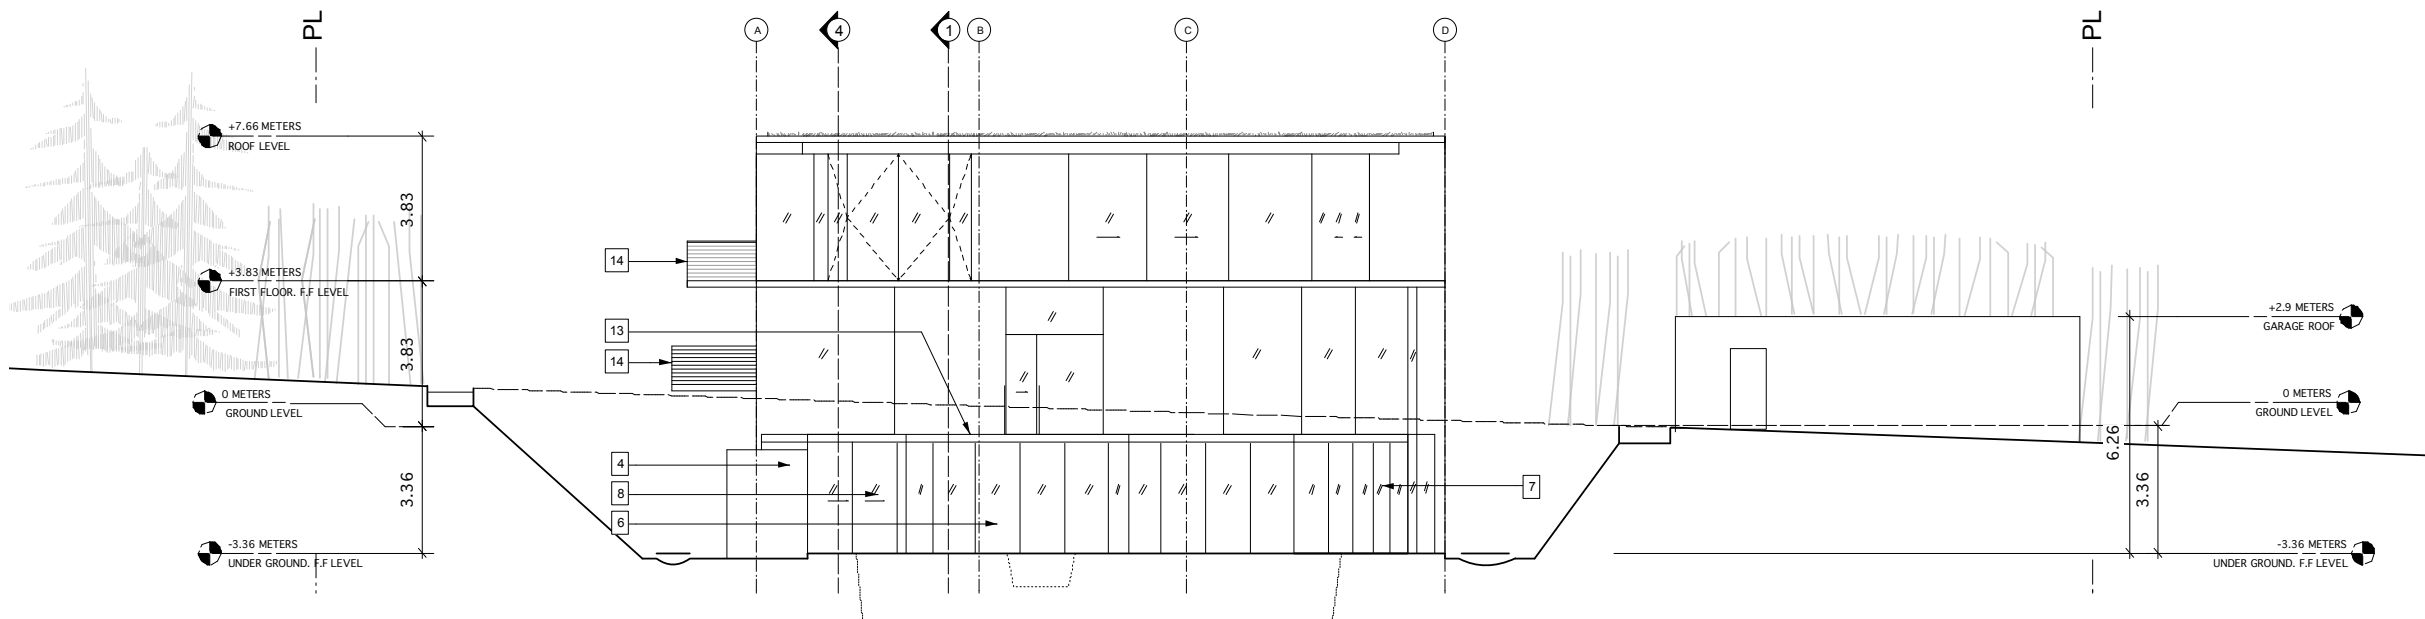 PL
A
4
1
B
C
D
PL
+7.66 METERS
ROOF LEVEL
3.83
14
+3.83 METERS
FIRST FLOOR. F.F LEVEL
+2.9 METERS
GARAGE ROOF
13
3.83
14
0 METERS
GROUND LEVEL
0 METERS
GROUND LEVEL
6.26
4
8
7
3.36
3.36
6
-3.36 METERS
UNDER GROUND. F.F LEVEL
-3.36 METERS
UNDER GROUND. F.F LEVEL